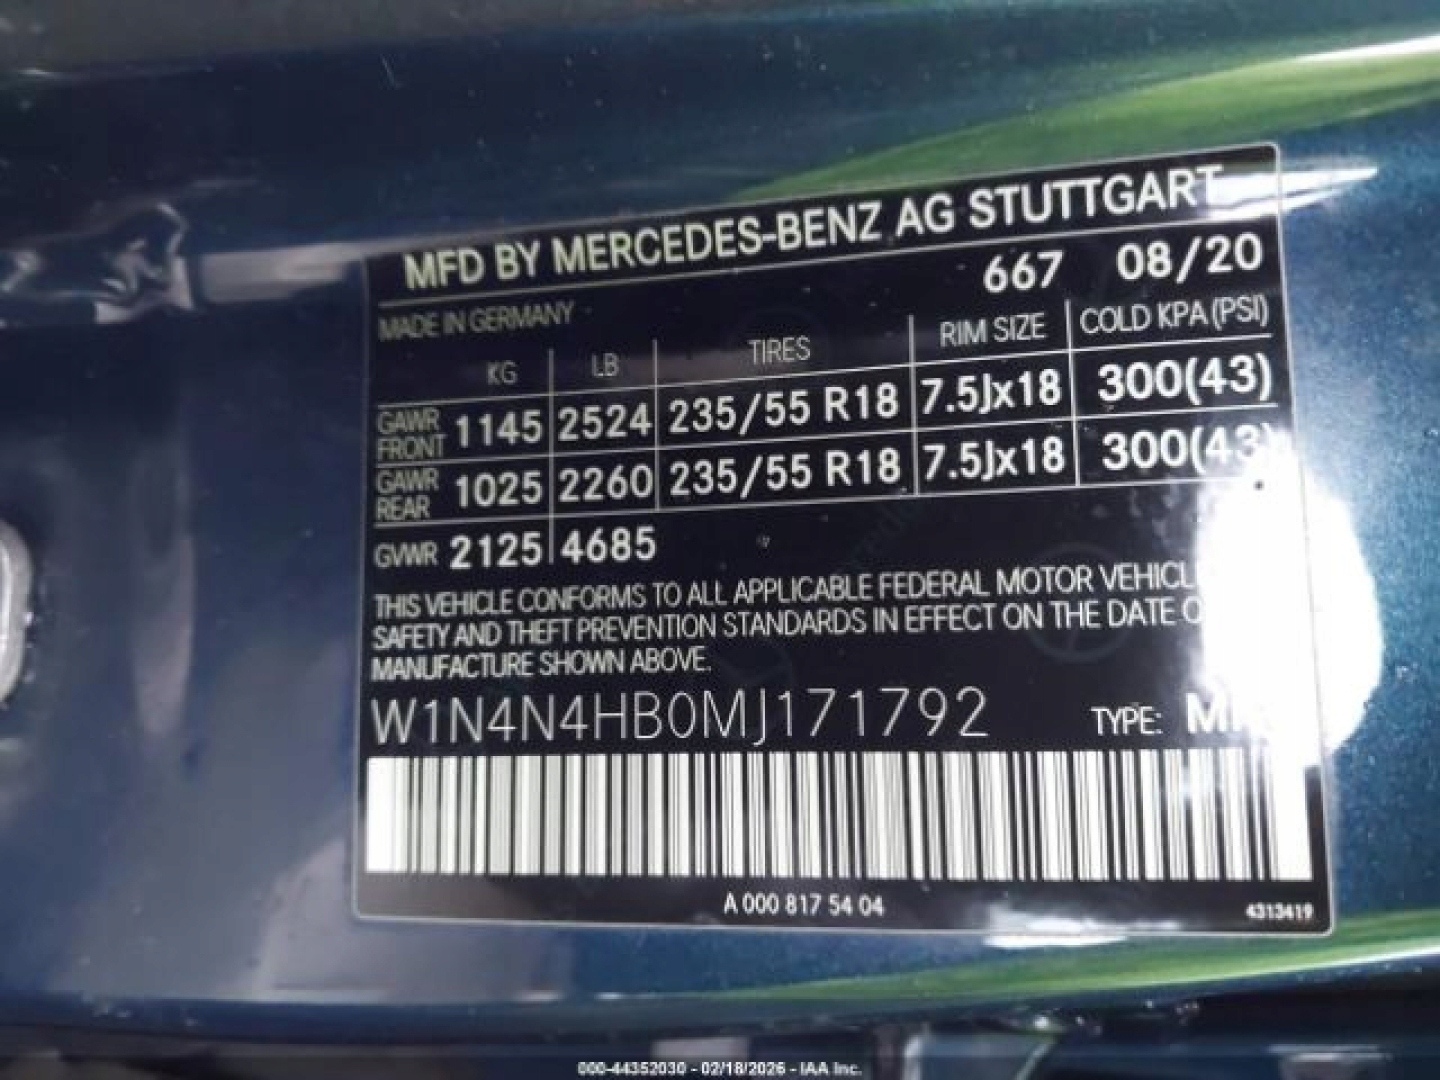 MFD BY MERCEDES-BENZ AG STUTTGART
667 08/20
MADE IN GERMANY
KG LB TIRES RIM SIZE COLD KPA (PSI)
GAWR FRONT 1145 2524 235/55 R18 7.5Jx18 300(43)
GAWR REAR 1025 2260 235/55 R18 7.5Jx18 300(43)
GVWR 2125 4685
THIS VEHICLE CONFORMS TO ALL APPLICABLE FEDERAL MOTOR
SAFETY AND THEFT PREVENTION STANDARDS IN EFFECT ON THE DATE
MANUFACTURE SHOWN ABOVE.
W1N4N4HB0MJ171792 TYPE:
A 000 817 54 04
4313419
000-44352030 - 02/18/2026 - IAA Inc.